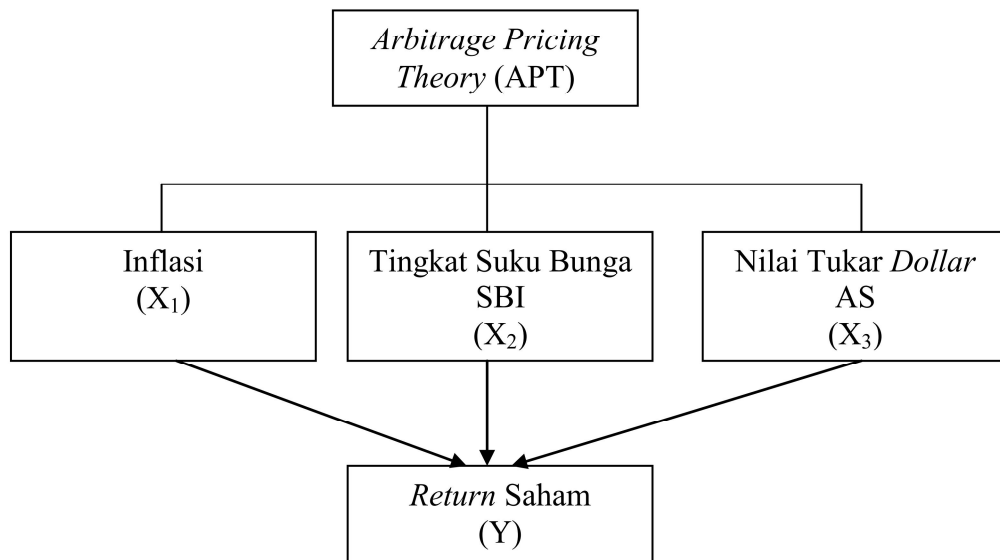 Arbitrage Pricing
Theory (APT)
Inflasi
(X₁)
Tingkat Suku Bunga
SBI
(X₂)
Nilai Tukar Dollar
AS
(X₃)
Return Saham
(Y)